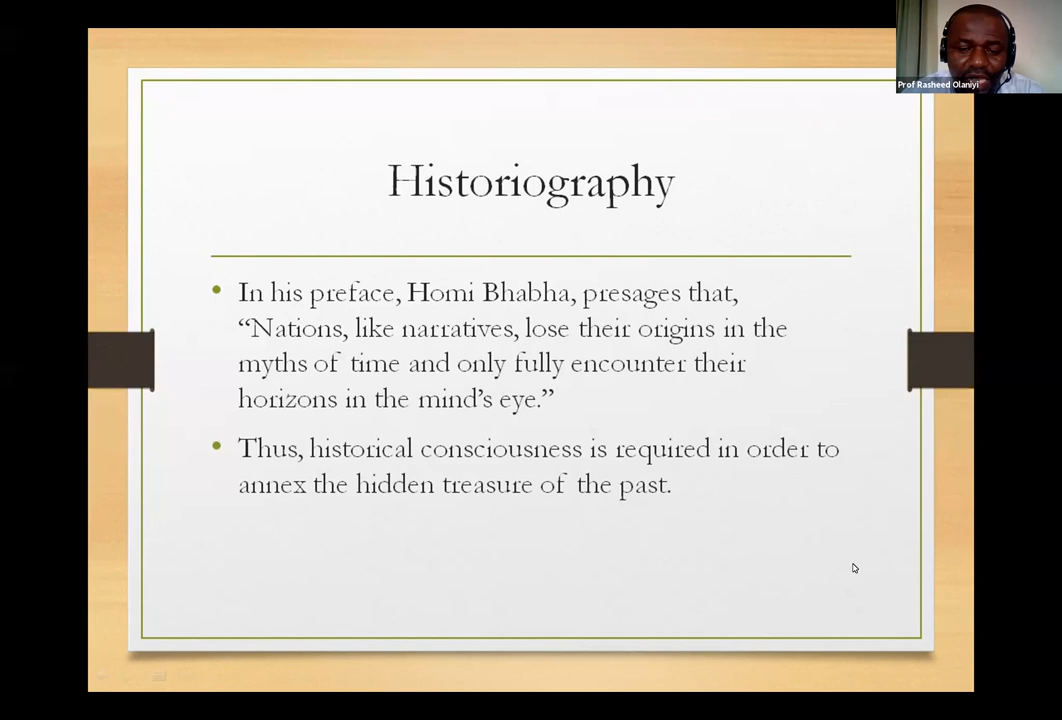 Prof Rasheed Olaniyi
Historiography
• In his preface, Homi Bhabha, presages that,
“Nations, like narratives, lose their origins in the
myths of time and only fully encounter their
horizons in the mind’s eye.”
• Thus, historical consciousness is required in order to
annex the hidden treasure of the past.